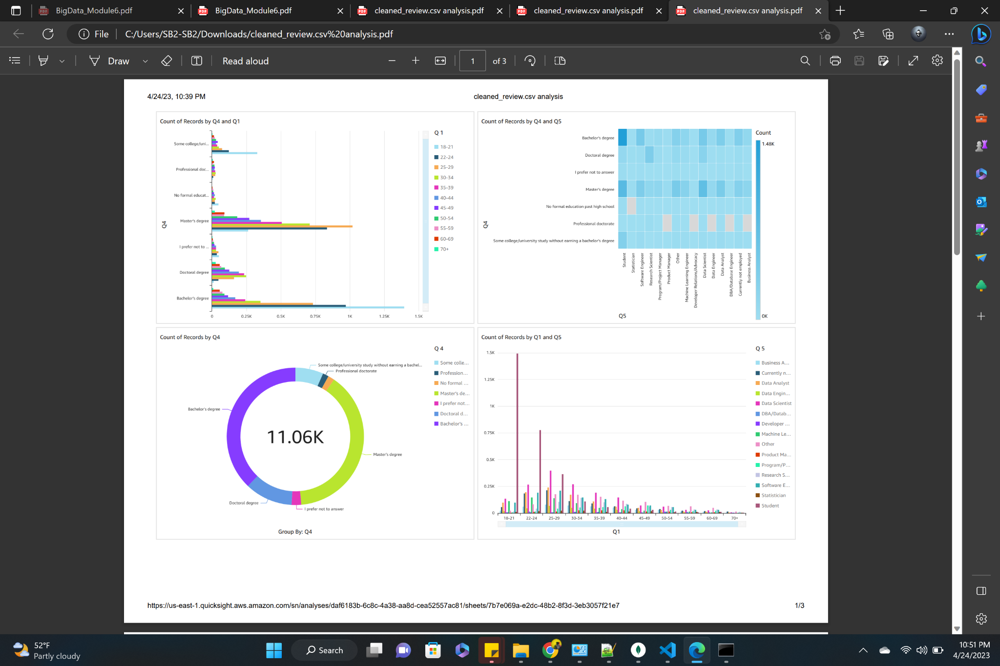 BigData_Module6.pdf
BigData_Module6.pdf
cleaned_review.csv analysis.pdf
cleaned_review.csv analysis.pdf
cleaned_review.csv analysis.pdf
File
C:/Users/SB2-SB2/Downloads/cleaned_review.csv%20analysis.pdf
Draw
Read aloud
1
of 3
4/24/23, 10:39 PM
cleaned_review.csv analysis
Count of Records by Q4 and Q1
Q4
Some college/uni...
Professional doc...
No formal educat...
Master's degree
I prefer not to ...
Doctoral degree
Bachelor's degree
0
0.25K
0.5K
0.75K
1K
1.25K
1.5K
Q 1
18-21
22-24
25-29
30-34
35-39
40-44
45-49
50-54
55-59
60-69
70+
Count of Records by Q4 and Q5
Q4
Bachelor's degree
Doctoral degree
I prefer not to answer
Master's degree
No formal education past high school
Professional doctorate
Some college/university study without earning a bachelor's degree
Student
Statistician
Software Engineer
Research Scientist
Program/Project Manager
Product Manager
Other
Machine Learning Engineer
Developer Relations/Advocacy
Data Scientist
Data Engineer
Data Analyst
DBA/Database Engineer
Currently not employed
Business Analyst
Q5
Count
1.48K
0K
Count of Records by Q4
Some college/university study without earning a bachel...
Professional doctorate
Bachelor's degree
11.06K
Master's degree
Doctoral degree
I prefer not to answer
Group By: Q4
Q 4
Some colle...
Profession...
No formal ...
Master's de...
I prefer not...
Doctoral d...
Bachelor's ...
Count of Records by Q1 and Q5
1.5K
1.25K
1K
0.75K
0.5K
0.25K
0
18-21
22-24
25-29
30-34
35-39
40-44
45-49
50-54
55-59
60-69
70+
Q1
Q 5
Business A...
Currently n...
Data Analyst
Data Engin...
Data Scientist
DBA/Datab...
Developer ...
Machine Le...
Other
Product Ma...
Program/P...
Research S...
Software E...
Statistician
Student
https://us-east-1.quicksight.aws.amazon.com/sn/analyses/daf6183b-6c8c-4a38-aa8d-cea52557ac81/sheets/7b7e069a-e2dc-48b2-8f3d-3eb3057f21e7
1/3
52°F
Partly cloudy
Search
10:51 PM
4/24/2023